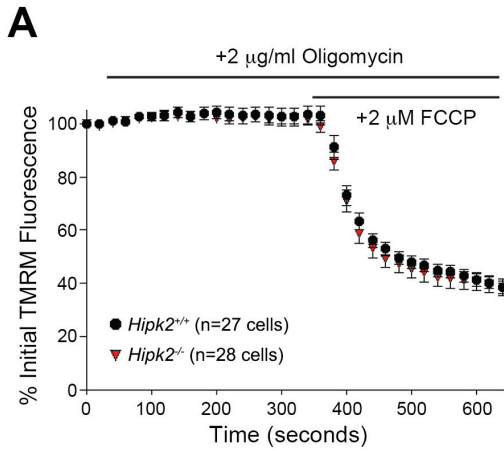 A
+2 μg/ml Oligomycin
+2 μM FCCP
% Initial TMRM Fluorescence
100
80
60
40
20
0
Hipk2+/+ (n=27 cells)
Hipk2-/- (n=28 cells)
0 100 200 300 400 500 600
Time (seconds)